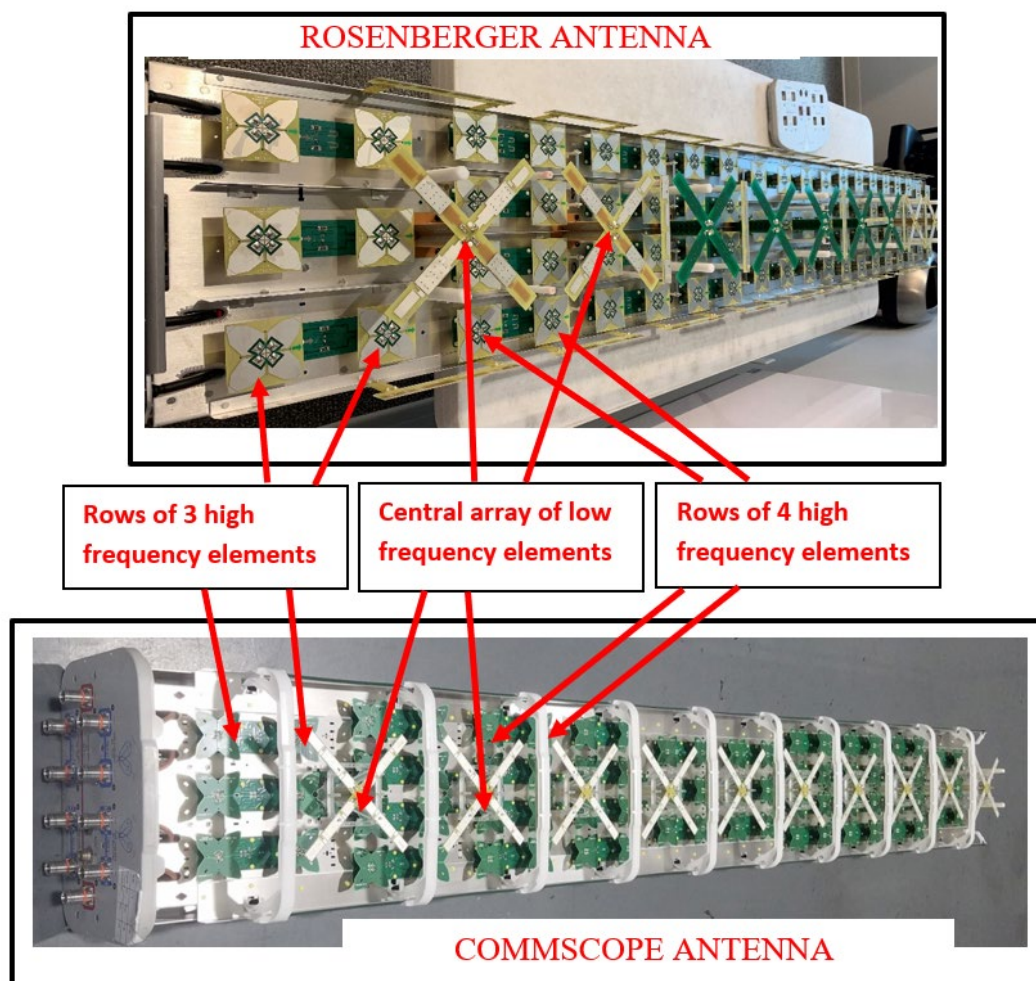 ROSENBERGER ANTENNA
Rows of 3 high
frequency elements
Central array of low
frequency elements
Rows of 4 high
frequency elements
COMMSCOPE ANTENNA